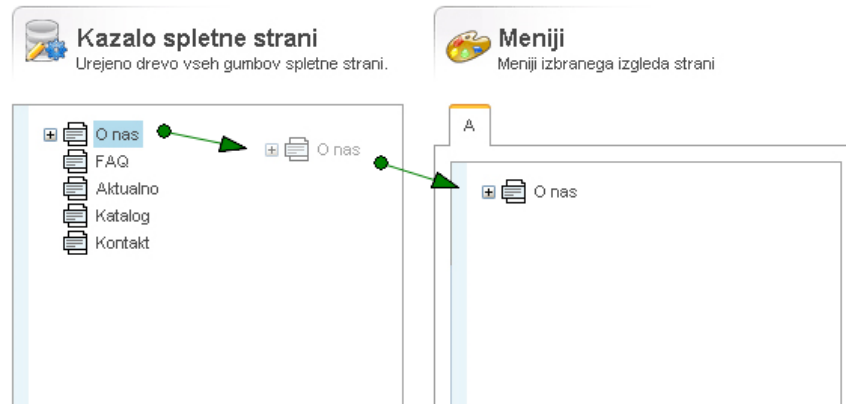 Kazalo spletne strani
Urejeno drevo vseh gumbov spletne strani.
O nas
O nas
FAQ
Aktualno
Katalog
Kontakt
Meniji
Meniji izbranega izgleda strani
A
O nas